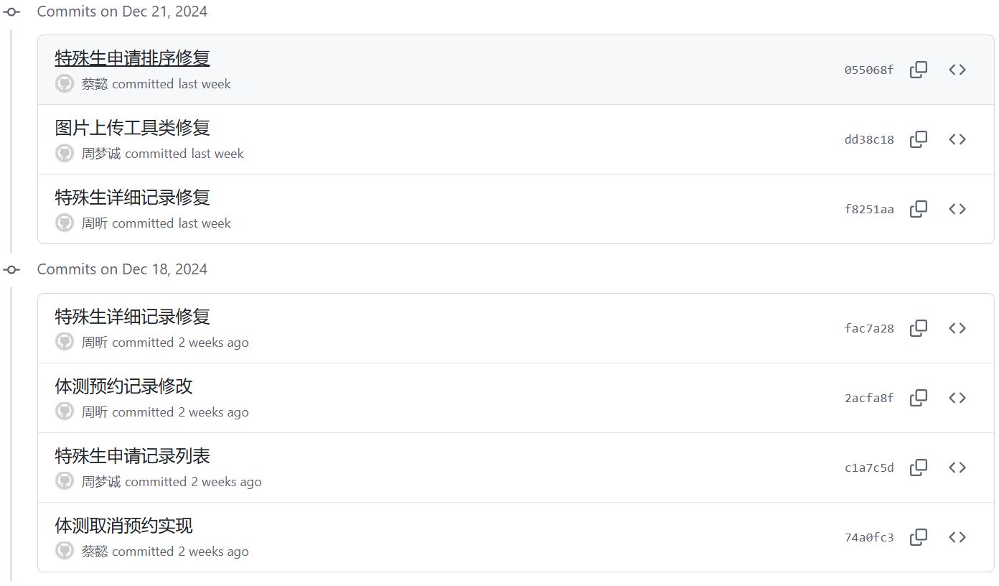 Commits on Dec 21, 2024
特殊生申请排序修复
055068f
蔡懿 committed last week
图片上传工具类修复
dd38c18
周梦诚 committed last week
特殊生详细记录修复
f8251aa
周昕 committed last week
Commits on Dec 18, 2024
特殊生详细记录修复
fac7a28
周昕 committed 2 weeks ago
体测预约记录修改
2acfa8f
周昕 committed 2 weeks ago
特殊生申请记录列表
c1a7c5d
周梦诚 committed 2 weeks ago
体测取消预约实现
74a0fc3
蔡懿 committed 2 weeks ago